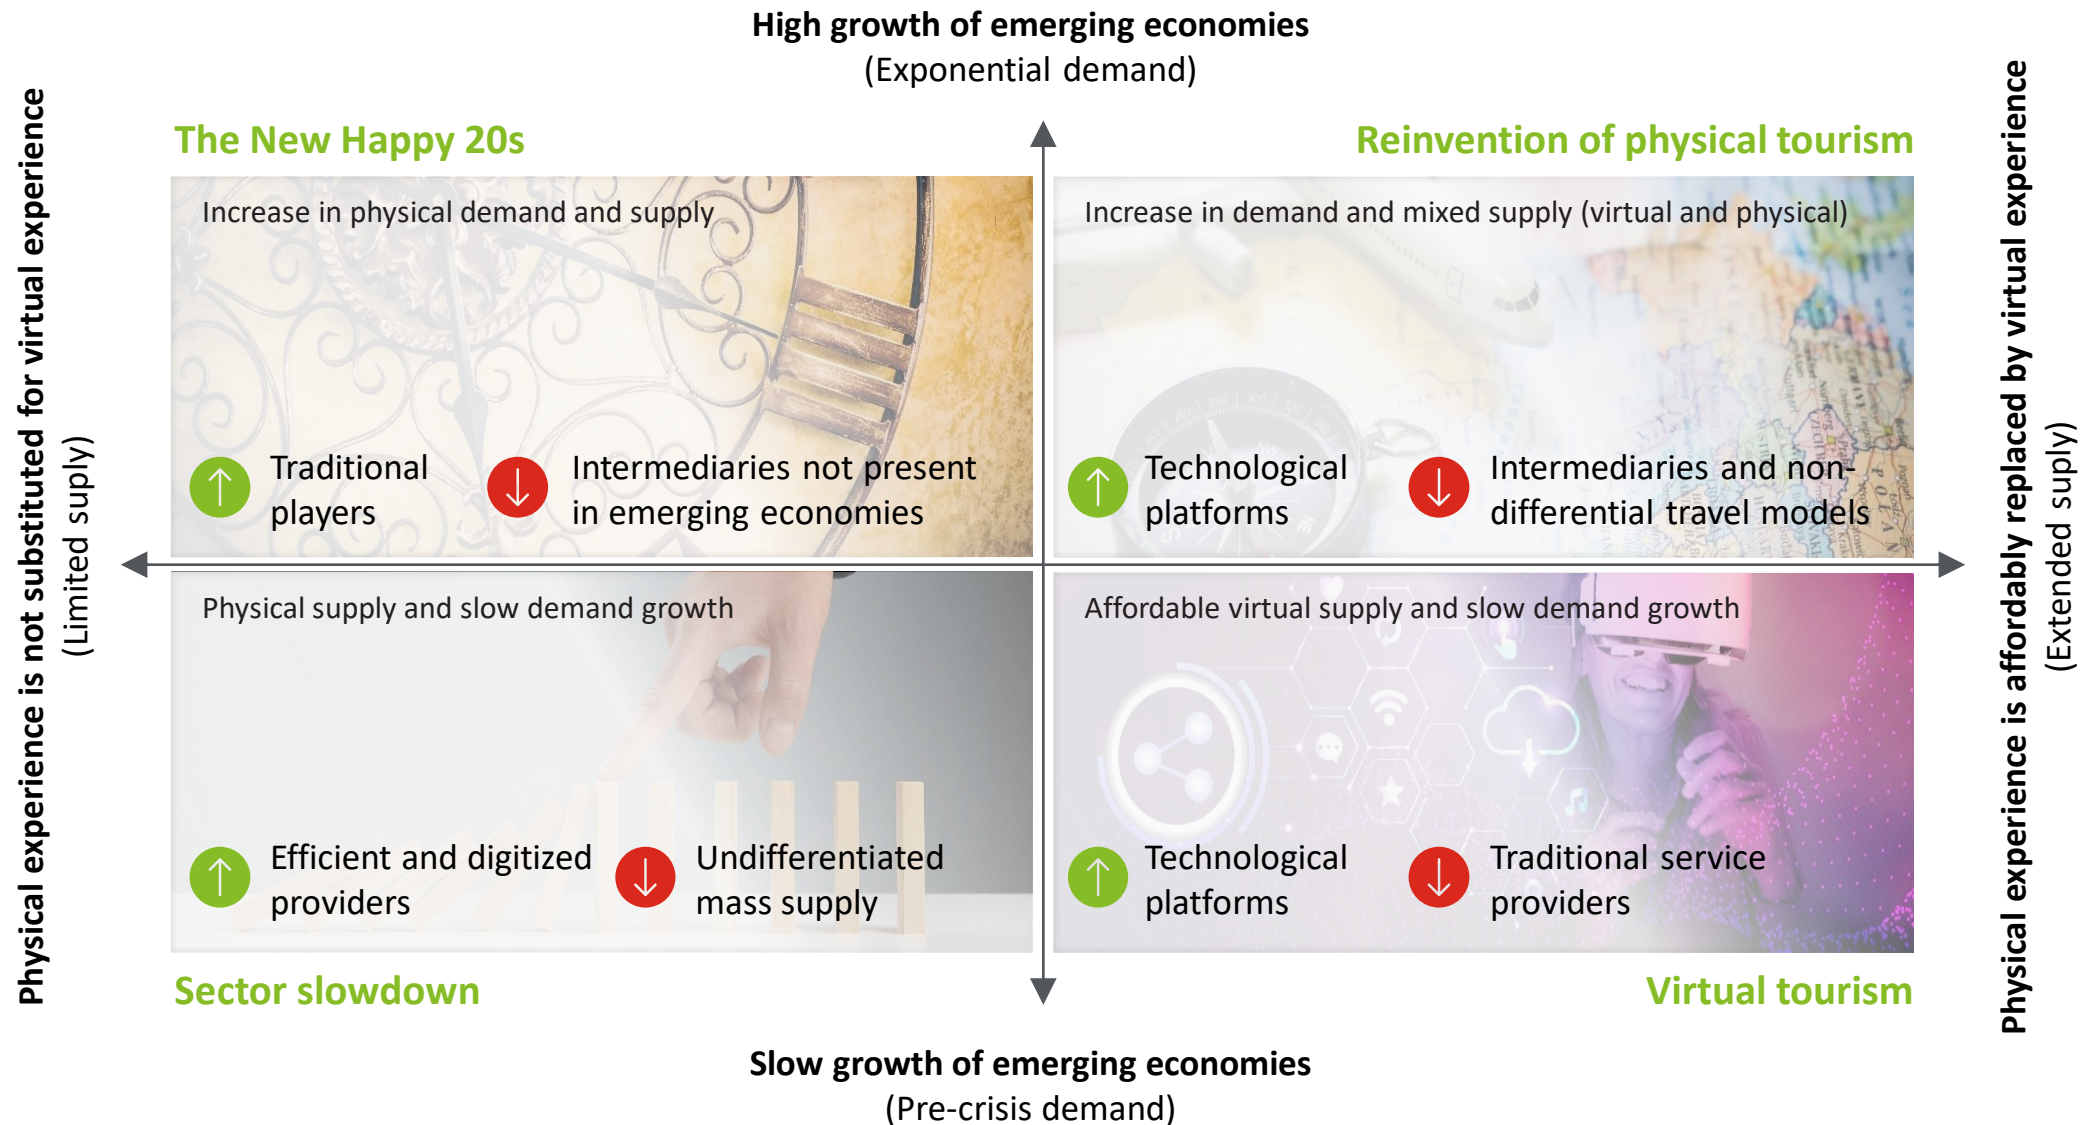 High growth of emerging economies
(Exponential demand)
Physical experience is not substituted for virtual experience
(Limited suply)
The New Happy 20s
Increase in physical demand and supply
Traditional
players
Intermediaries not present
in emerging economies
Reinvention of physical tourism
Increase in demand and mixed supply (virtual and physical)
Technological
platforms
Intermediaries and non-
differential travel models
Physical supply and slow demand growth
Efficient and digitized
providers
Undifferentiated
mass supply
Sector slowdown
Affordable virtual supply and slow demand growth
Technological
platforms
Traditional service
providers
Virtual tourism
Physical experience is affordably replaced by virtual experience
(Extended suply)
Slow growth of emerging economies
(Pre-crisis demand)